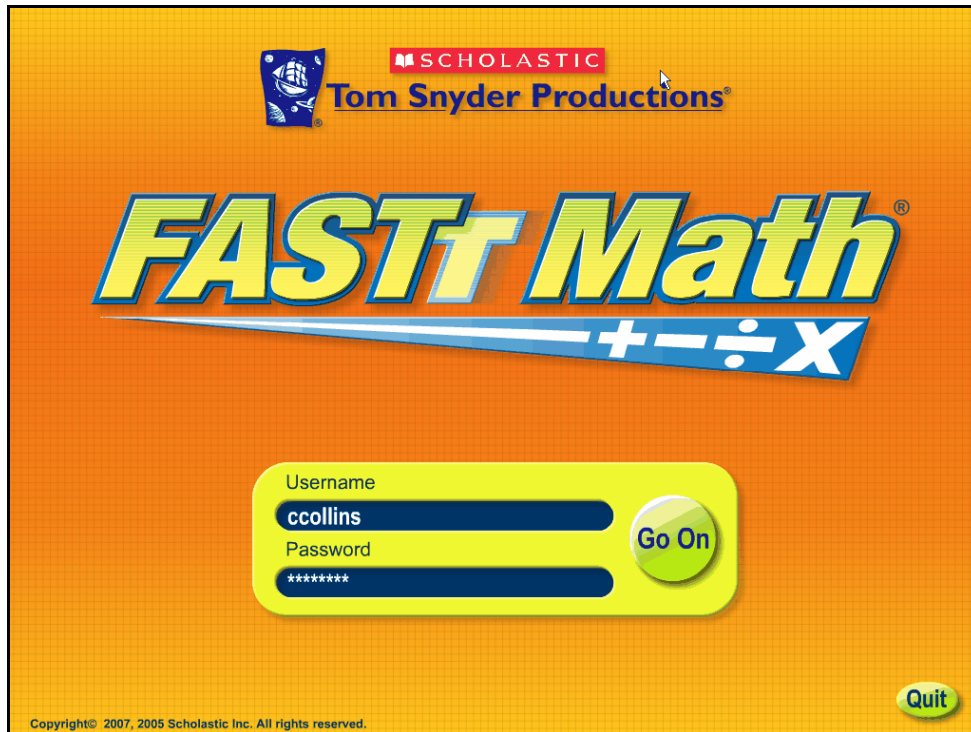 SCHOLASTIC
Tom Snyder Productions®
®
FASTT Math®
+−÷x
Username
ccollins
Go On
Password
********
Quit
Copyright© 2007, 2005 Scholastic Inc. All rights reserved.